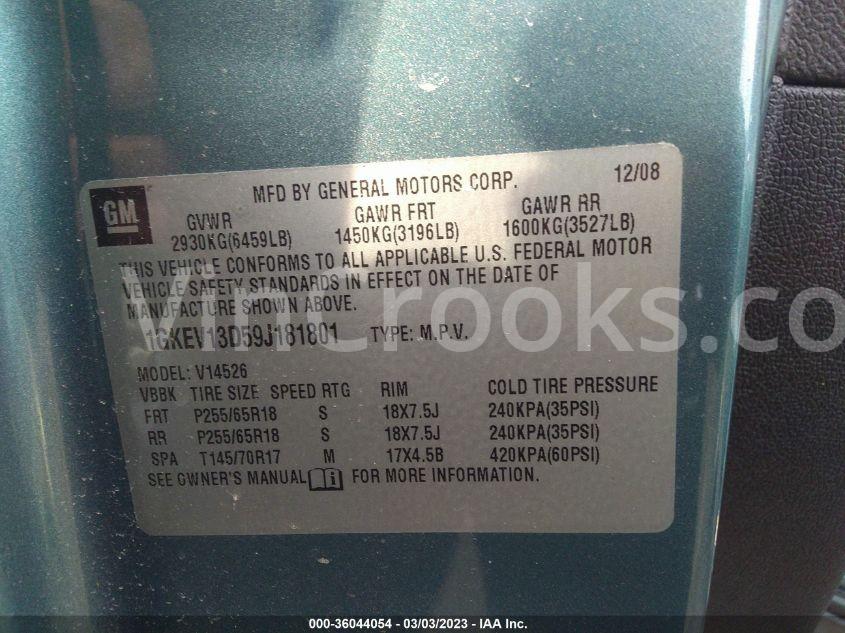 MFD BY GENERAL MOTORS CORP. 12/08
GM
GVWR GAWR FRT GAWR RR
2930KG(6459LB) 1450KG(3196LB) 1600KG(3527LB)
THIS VEHICLE CONFORMS TO ALL APPLICABLE U.S. FEDERAL MOTOR
VEHICLE SAFETY STANDARDS IN EFFECT ON THE DATE OF
MANUFACTURE SHOWN ABOVE.
1GKEV13D59J181801 TYPE: M.P.V.
MODEL: V14526
VBBK TIRE SIZE SPEED RTG RIM COLD TIRE PRESSURE
FRT P255/65R18 S 18X7.5J 240KPA(35PSI)
RR P255/65R18 S 18X7.5J 240KPA(35PSI)
SPA T145/70R17 M 17X4.5B 420KPA(60PSI)
SEE OWNER'S MANUAL FOR MORE INFORMATION.
000-36044054 - 03/03/2023 - IAA Inc.